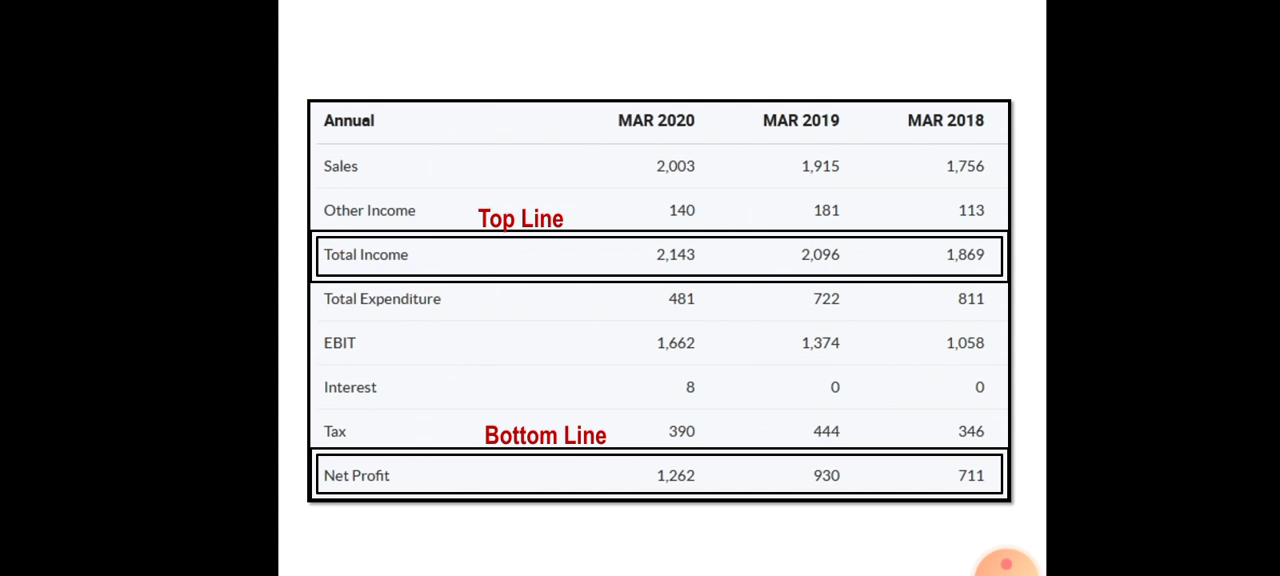 Annual MAR 2020 MAR 2019 MAR 2018
Sales 2,003 1,915 1,756
Other Income 140 181 113
Top Line
Total Income 2,143 2,096 1,869
Total Expenditure 481 722 811
EBIT 1,662 1,374 1,058
Interest 8 0 0
Tax 390 444 346
Bottom Line
Net Profit 1,262 930 711